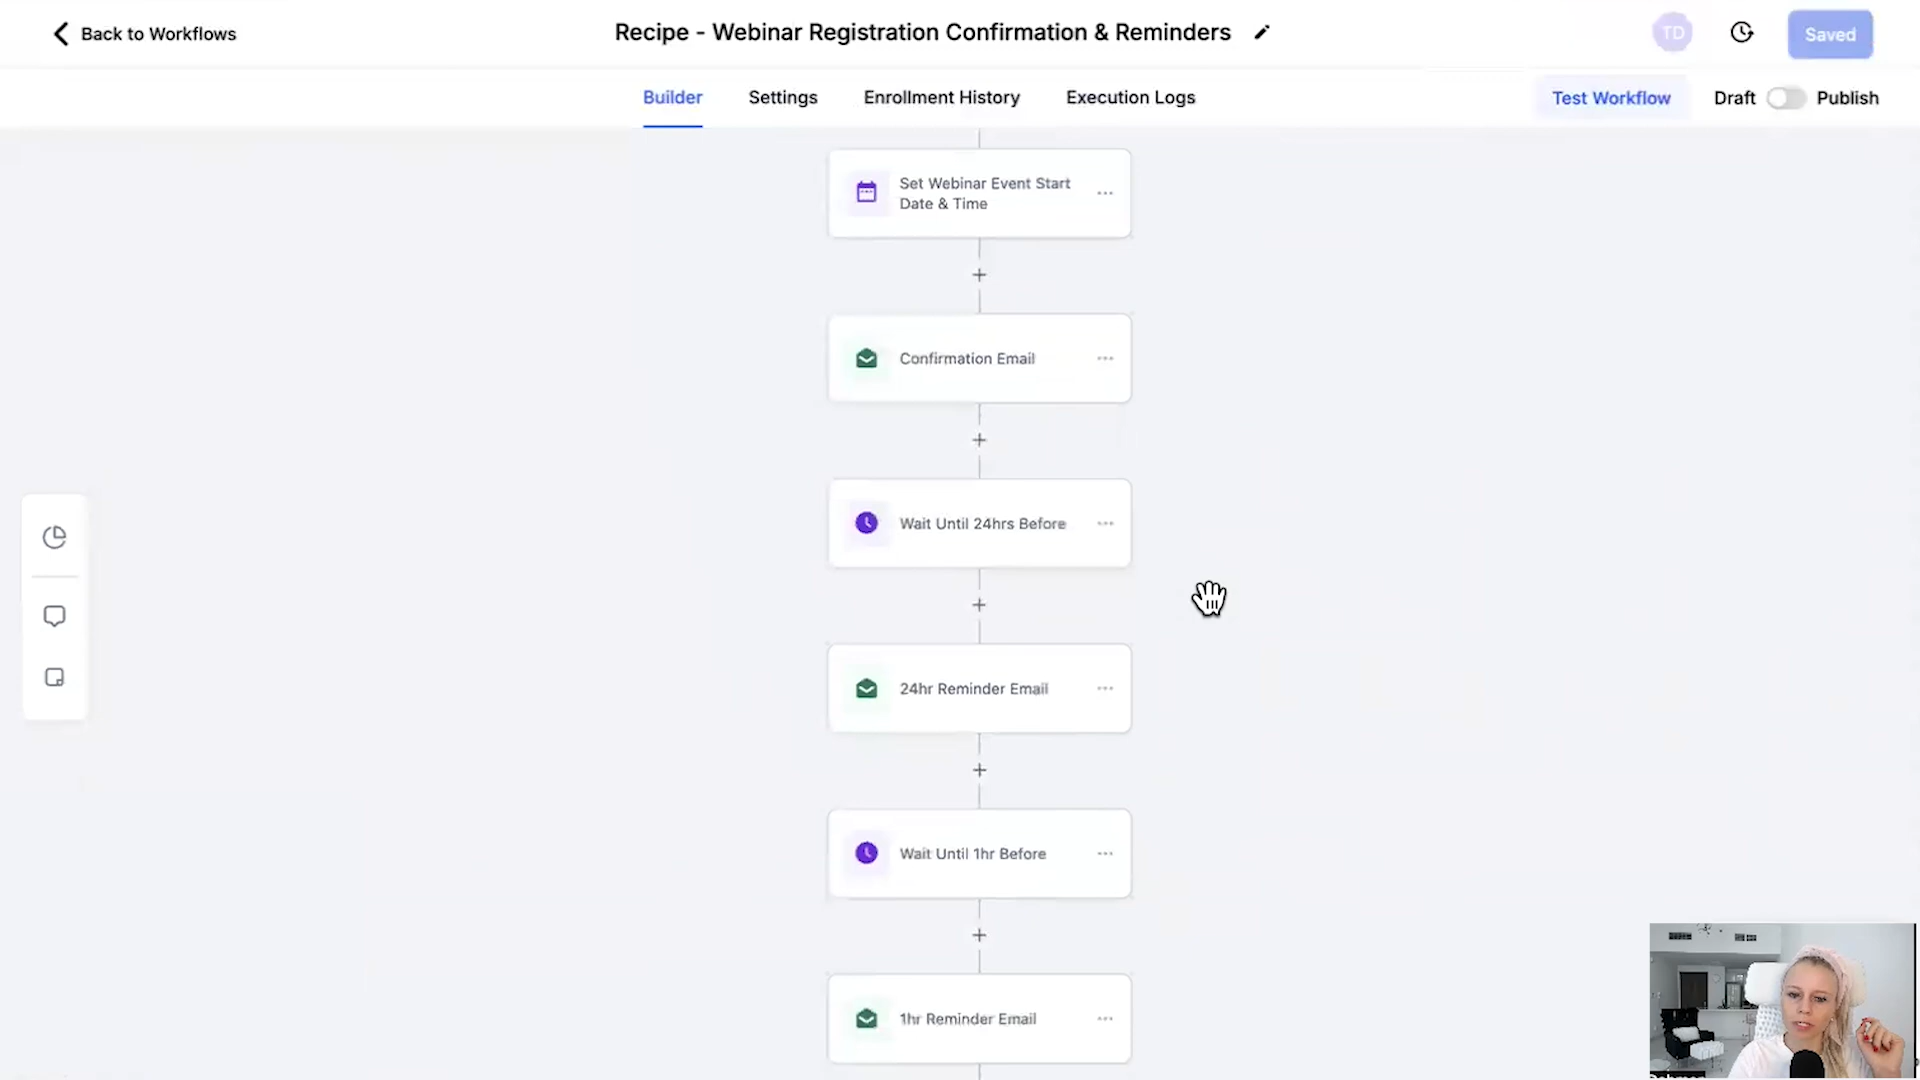 Back to Workflows
Recipe - Webinar Registration Confirmation & Reminders
TD
Saved
Builder
Settings
Enrollment History
Execution Logs
Test Workflow
Draft
Publish
Set Webinar Event Start
Date & Time
Confirmation Email
Wait Until 24hrs Before
24hr Reminder Email
Wait Until 1hr Before
1hr Reminder Email